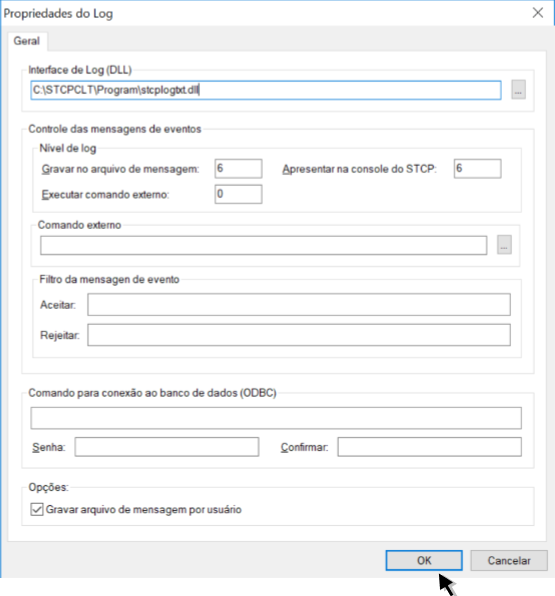 Propriedades do Log
Geral
Interface de Log (DLL)
C:\STCPCLT\Program\stcplogtxt.dll
...
Controle das mensagens de eventos
Nível de log
Gravar no arquivo de mensagem: 6 Apresentar na console do STCP: 6
Executar comando externo: 0
Comando externo
...
Filtro da mensagen de evento
Aceitar:
Rejeitar:
Comando para conexão ao banco de dados (ODBC)
Senha: Confirmar:
Opções:
Gravar arquivo de mensagem por usuário
OK Cancelar